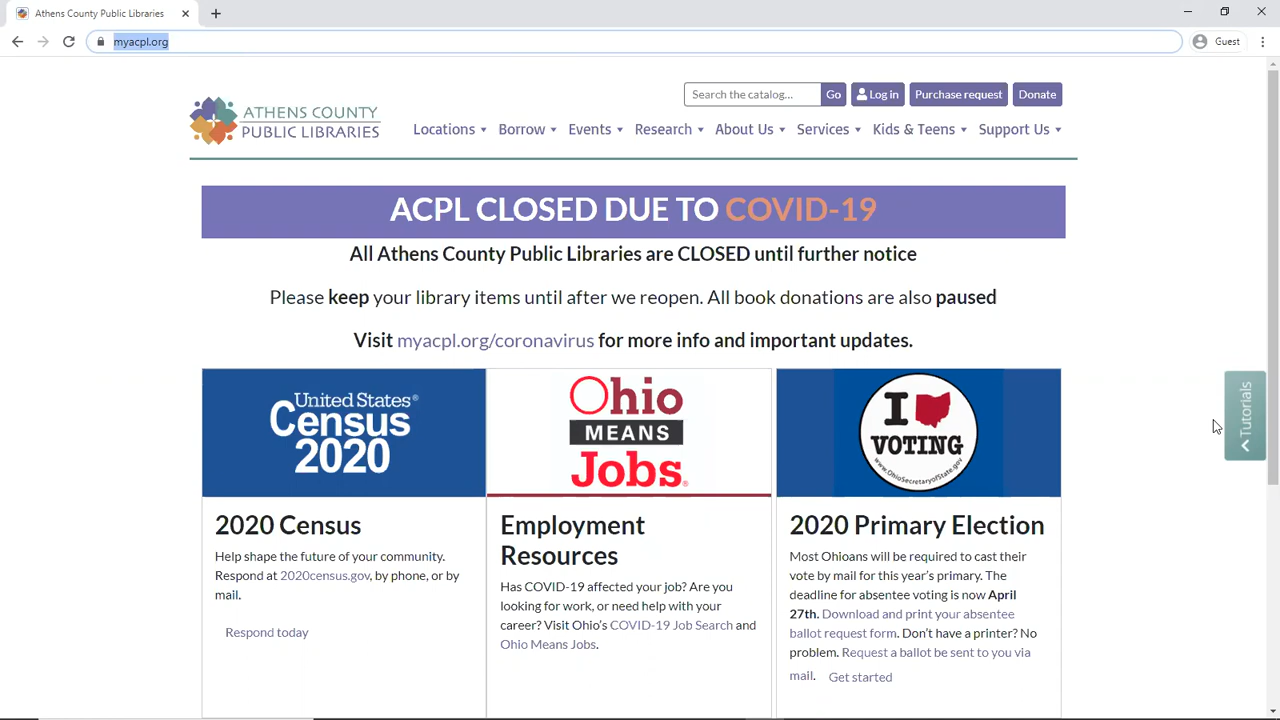 Athens County Public Libraries
myacpl.org
Guest
ATHENS COUNTY
PUBLIC LIBRARIES
Search the catalog...
Go
Log in
Purchase request
Donate
Locations
Borrow
Events
Research
About Us
Services
Kids & Teens
Support Us
ACPL CLOSED DUE TO COVID-19
All Athens County Public Libraries are CLOSED until further notice
Please keep your library items until after we reopen. All book donations are also paused
Visit myacpl.org/coronavirus for more info and important updates.
Tutorials
United States®
Census
2020
2020 Census
Help shape the future of your community.
Respond at 2020census.gov, by phone, or by
mail.
Respond today
Ohio
MEANS
Jobs®
Employment
Resources
Has COVID-19 affected your job? Are you
looking for work, or need help with your
career? Visit Ohio's COVID-19 Job Search and
Ohio Means Jobs.
I
VOTING
www.OhioSecretaryofState.gov
2020 Primary Election
Most Ohioans will be required to cast their
vote by mail for this year's primary. The
deadline for absentee voting is now April
27th. Download and print your absentee
ballot request form. Don't have a printer? No
problem. Request a ballot be sent to you via
mail. Get started